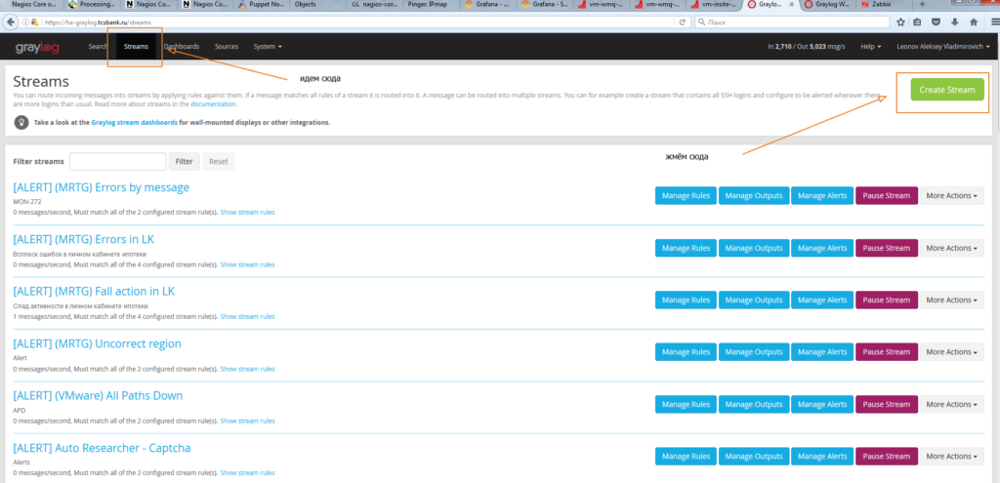 Nagios Core o
Processing...
Nagios Co...
Nagios Co...
Puppet No...
Objects
GL nagios-cor...
Pinger: IPmap
Grafana - ...
Grafana - S...
vm-wmq-...
vm-wmq-...
vm-insite-...
Graylo...
Graylog W...
Zabbix
https://ha-graylog.tcsbank.ru/streams
Поиск
graylog
Search
Streams
Dashboards
Sources
System
In 2,710 / Out 5,023 msg/s
Help
Leonov Aleksey Vladimirovich
идем сюда
Streams
You can route incoming messages into streams by applying rules against them. If a message matches all rules of a stream it is routed into it. A message can be routed into multiple streams. You can for example create a stream that contains all SSH logins and configure to be alerted whenever there
are more logins than usual. Read more about streams in the documentation.
Create Stream
Take a look at the Graylog stream dashboards for wall-mounted displays or other integrations.
жмём сюда
Filter streams
Filter
Reset
[ALERT] (MRTG) Errors by message
MON-272
0 messages/second, Must match all of the 2 configured stream rule(s). Show stream rules
Manage Rules
Manage Outputs
Manage Alerts
Pause Stream
More Actions
[ALERT] (MRTG) Errors in LK
Всплеск ошибок в личном кабинете ипотеки
0 messages/second, Must match all of the 4 configured stream rule(s). Show stream rules
Manage Rules
Manage Outputs
Manage Alerts
Pause Stream
More Actions
[ALERT] (MRTG) Fall action in LK
Спад активности в личном кабинете ипотеки
1 messages/second, Must match all of the 4 configured stream rule(s). Show stream rules
Manage Rules
Manage Outputs
Manage Alerts
Pause Stream
More Actions
[ALERT] (MRTG) Uncorrect region
Alert
0 messages/second, Must match all of the 2 configured stream rule(s). Show stream rules
Manage Rules
Manage Outputs
Manage Alerts
Pause Stream
More Actions
[ALERT] (VMware) All Paths Down
APD
0 messages/second, Must match all of the 2 configured stream rule(s). Show stream rules
Manage Rules
Manage Outputs
Manage Alerts
Pause Stream
More Actions
[ALERT] Auto Researcher - Captcha
Alerts
0 messages/second, Must match all of the 2 configured stream rule(s). Show stream rules
Manage Rules
Manage Outputs
Manage Alerts
Pause Stream
More Actions